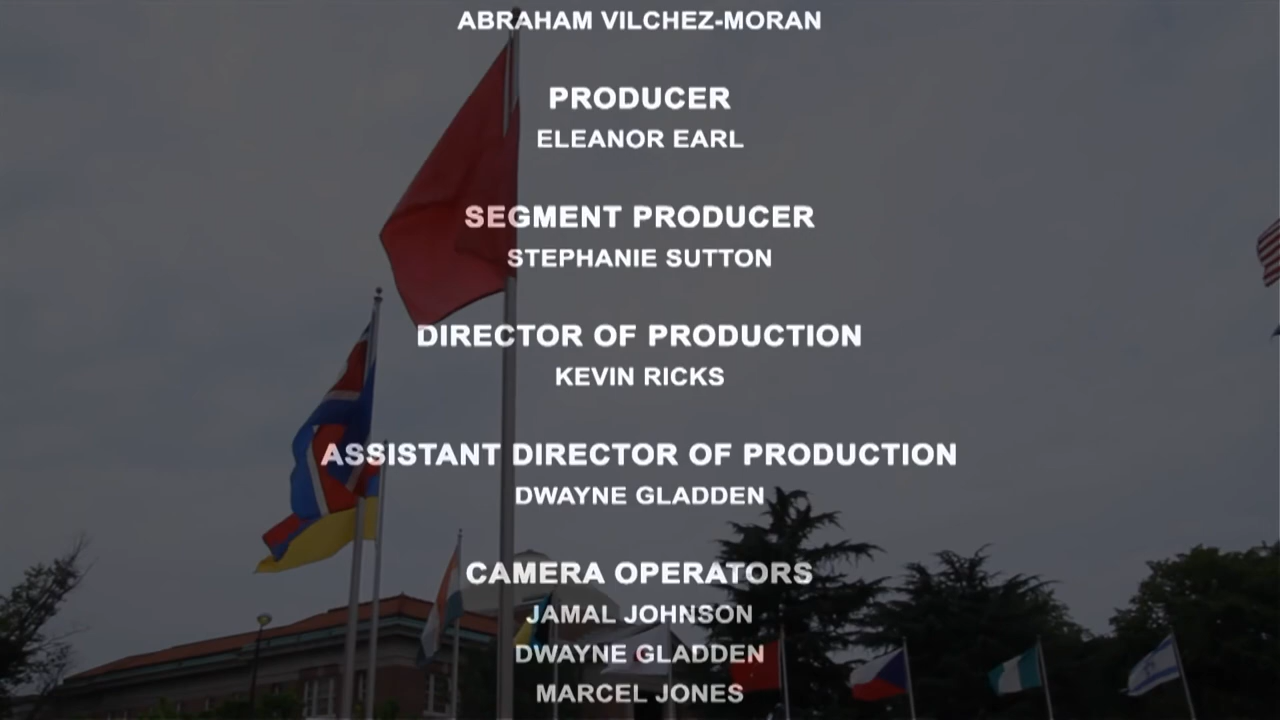 ABRAHAM VILCHEZ-MORAN
PRODUCER
ELEANOR EARL
SEGMENT PRODUCER
STEPHANIE SUTTON
DIRECTOR OF PRODUCTION
KEVIN RICKS
ASSISTANT DIRECTOR OF PRODUCTION
DWAYNE GLADDEN
CAMERA OPERATORS
JAMAL JOHNSON
DWAYNE GLADDEN
MARCEL JONES